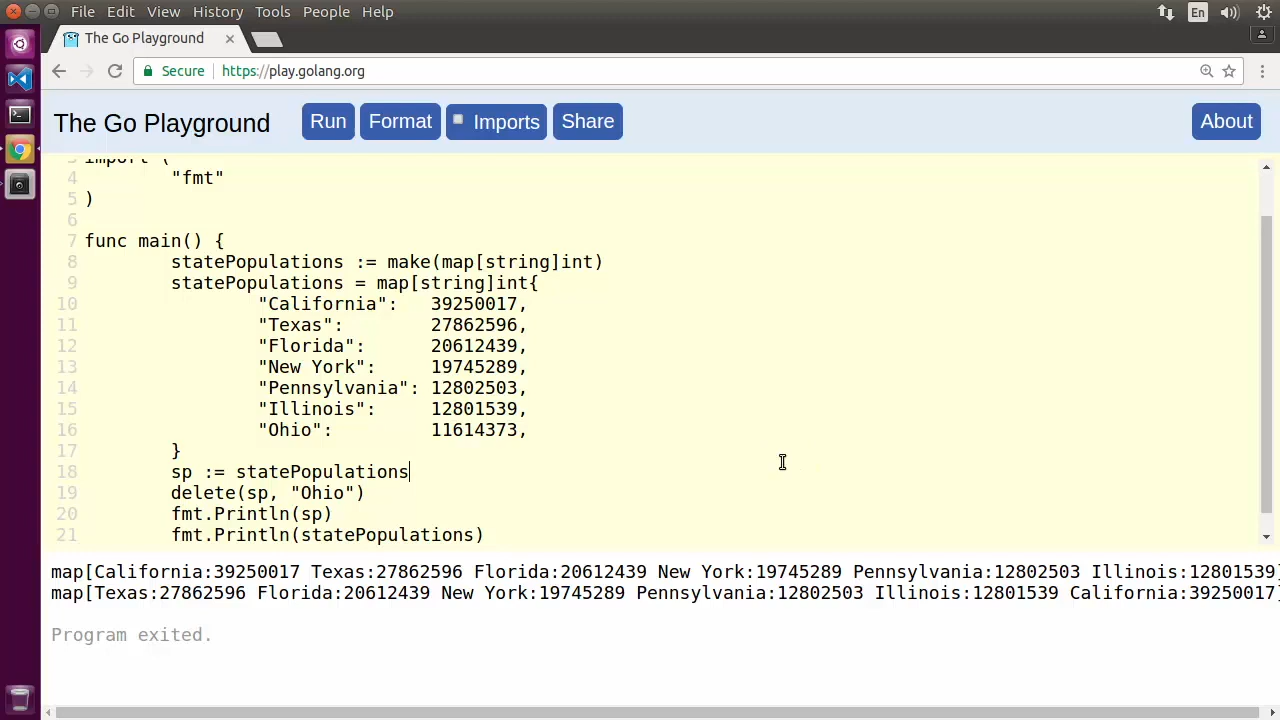 File Edit View History Tools People Help
En
The Go Playground
Secure https://play.golang.org
The Go Playground Run Format Imports Share About
3 import (
4 "fmt"
5 )
6
7 func main() {
8 statePopulations := make(map[string]int)
9 statePopulations = map[string]int{
10 "California": 39250017,
11 "Texas": 27862596,
12 "Florida": 20612439,
13 "New York": 19745289,
14 "Pennsylvania": 12802503,
15 "Illinois": 12801539,
16 "Ohio": 11614373,
17 }
18 sp := statePopulations
19 delete(sp, "Ohio")
20 fmt.Println(sp)
21 fmt.Println(statePopulations)
map[California:39250017 Texas:27862596 Florida:20612439 New York:19745289 Pennsylvania:12802503 Illinois:12801539]
map[Texas:27862596 Florida:20612439 New York:19745289 Pennsylvania:12802503 Illinois:12801539 California:39250017]
Program exited.